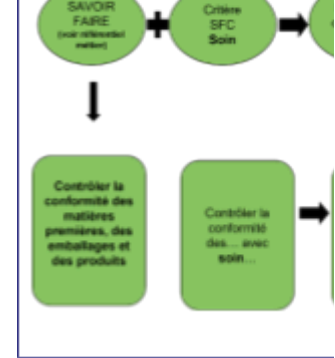 SAVOIR
FAIRE
(voir référentiel
métier)
Critère
SFC
Soin
Contrôler la
conformité des
matières
premières, des
emballages et
des produits
Contrôler la
conformité
des... avec
soin...